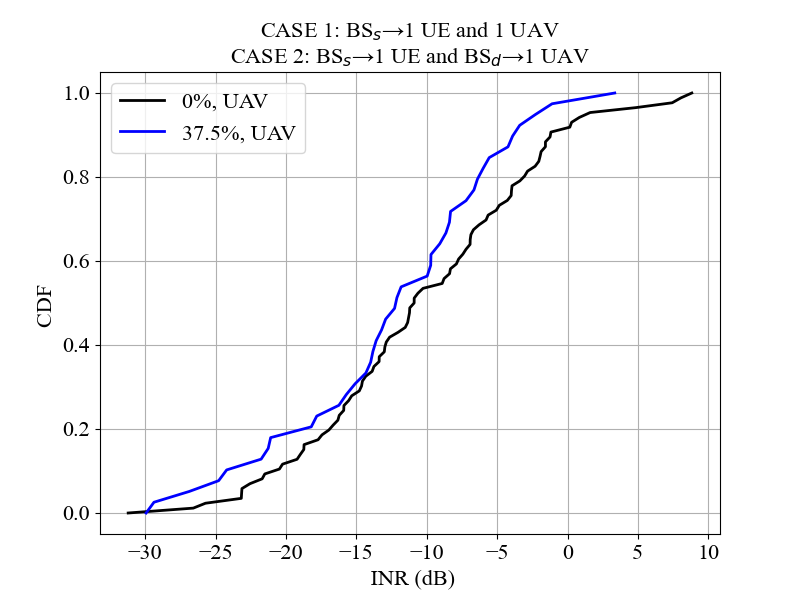 CASE 1: BSₛ→1 UE and 1 UAV
CASE 2: BSₛ→1 UE and BS_d→1 UAV
0%, UAV
37.5%, UAV
1.0
0.8
0.6
0.4
0.2
0.0
CDF
−30 −25 −20 −15 −10 −5 0 5 10
INR (dB)